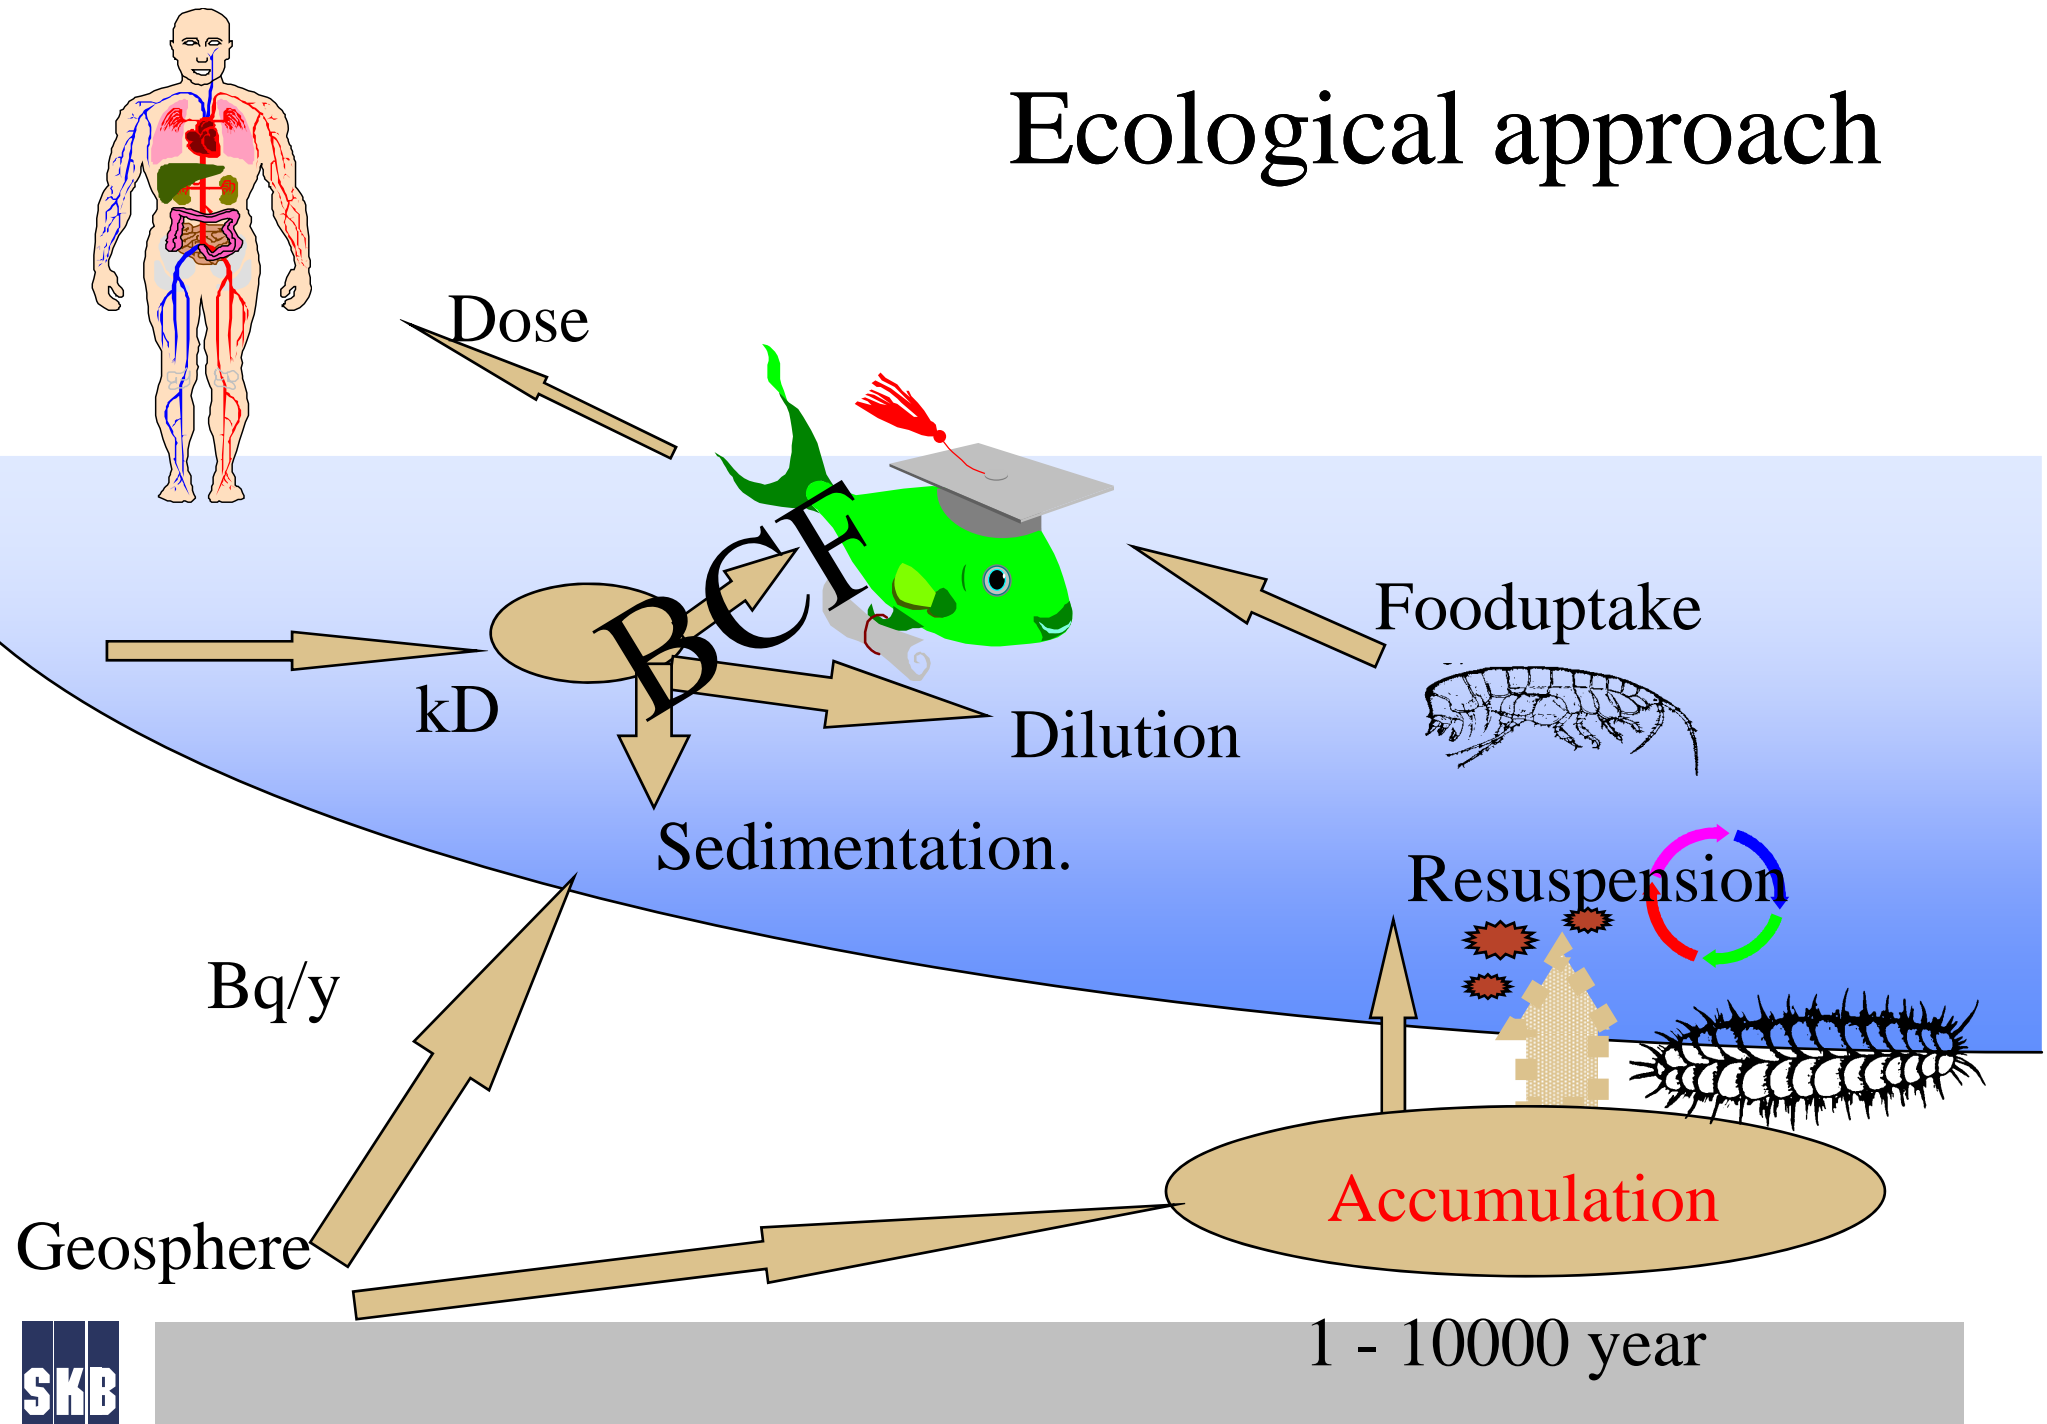 Ecological approach
Dose
BCF
Fooduptake
kD
Dilution
Sedimentation.
Resuspension
Bq/y
Accumulation
Geosphere
1 - 10000 year
SKB